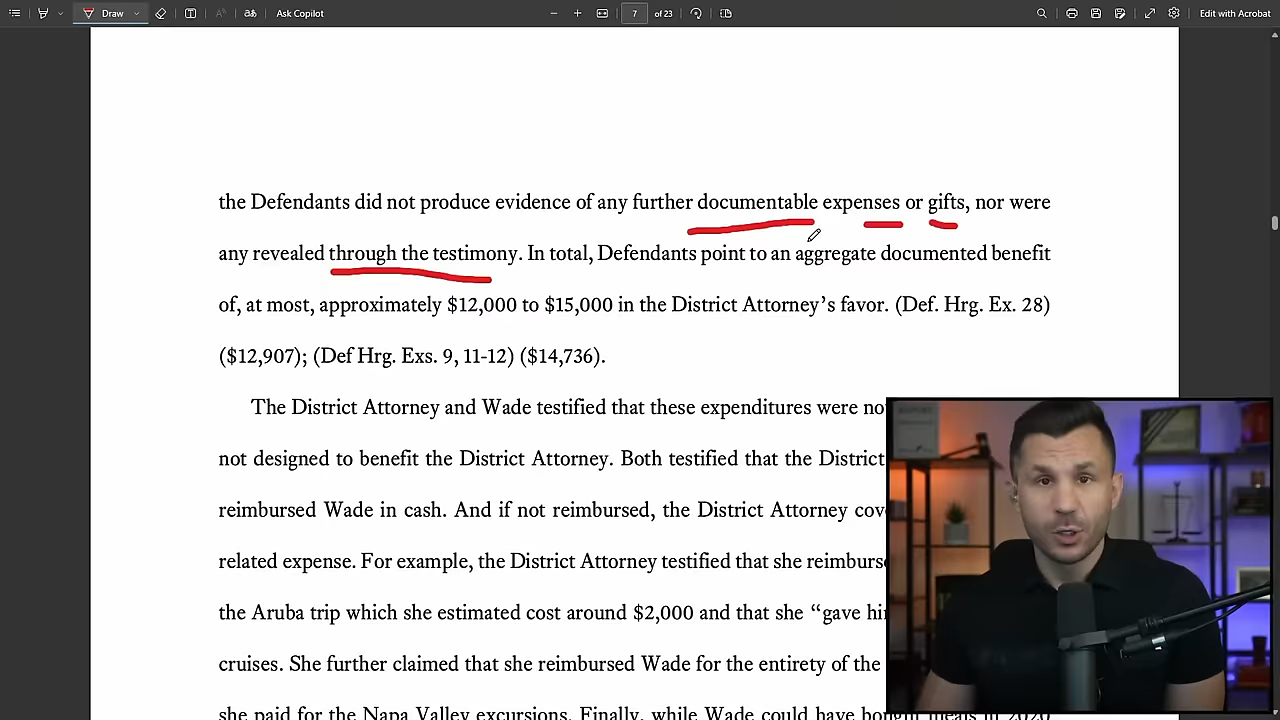 Draw
Ask Copilot
7 of 23
Edit with Acrobat
the Defendants did not produce evidence of any further documentable expenses or gifts, nor were
any revealed through the testimony. In total, Defendants point to an aggregate documented benefit
of, at most, approximately $12,000 to $15,000 in the District Attorney’s favor. (Def. Hrg. Ex. 28)
($12,907); (Def Hrg. Exs. 9, 11-12) ($14,736).
The District Attorney and Wade testified that these expenditures were
not designed to benefit the District Attorney. Both testified that the District
reimbursed Wade in cash. And if not reimbursed, the District Attorney
related expense. For example, the District Attorney testified that she
the Aruba trip which she estimated cost around $2,000 and that she “gave
cruises. She further claimed that she reimbursed Wade for the entirety of the
she paid for the Napa Valley excursions. Finally, while Wade could have bought meals in 2020